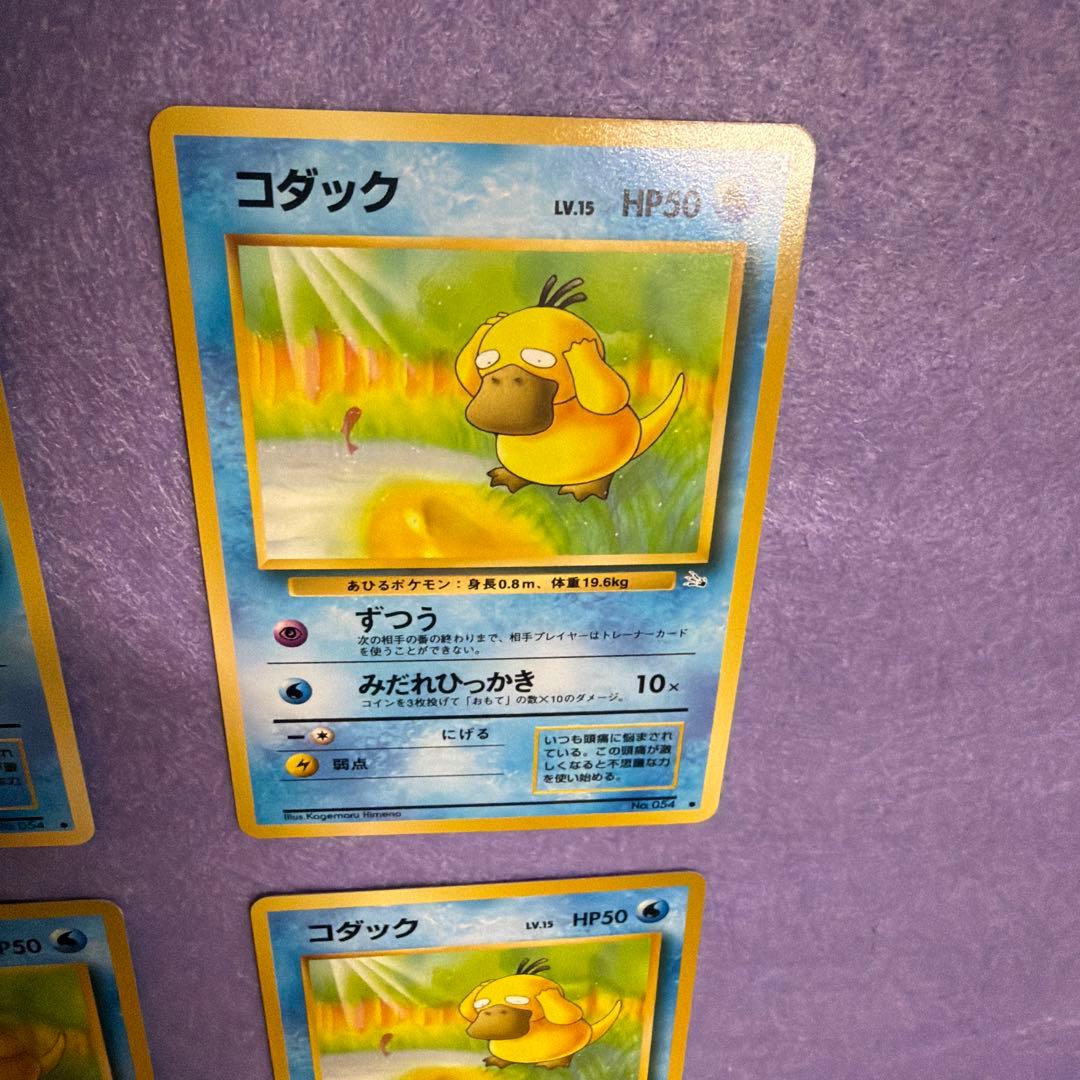 コダック LV.15 HP50
あひるポケモン：身長0.8m、体重19.6kg
ずつう
次の相手の番の終わりまで、相手プレイヤーはトレーナーカード
を使うことができない。
みだれひっかき 10×
コインを3枚投げて「おもて」の数×10のダメージ。
にげる
弱点
いつも頭痛に悩まされ
ている。この頭痛が激
しくなると不思議な力
を使い始める。
Illus.Kagemaru Himeno No. 054
054
P50
コダック LV.15 HP50